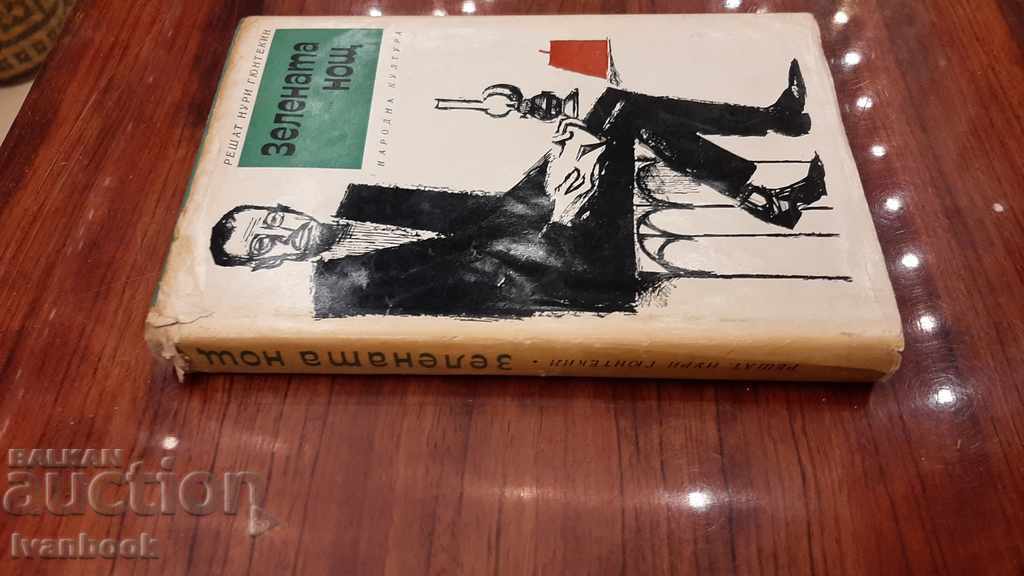 РЕШАТ НУРИ ГЮНТЕКИН
зелената
нощ
НАРОДНА КУЛТУРА
РЕШАТ НУРИ ГЮНТЕКИН • зелената нощ
BALKAN
auction
Ivanbook